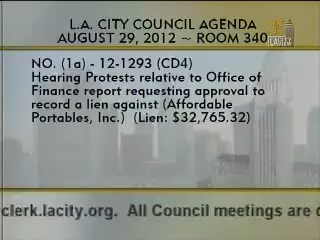 L.A. CITY COUNCIL AGENDA
AUGUST 29, 2012 ~ ROOM 340
LACITY
NO. (1a) - 12-1293 (CD4)
Hearing Protests relative to Office of
Finance report requesting approval to
record a lien against (Affordable
Portables, Inc.)  (Lien: $32,765.32)
clerk.lacity.org.  All Council meetings are